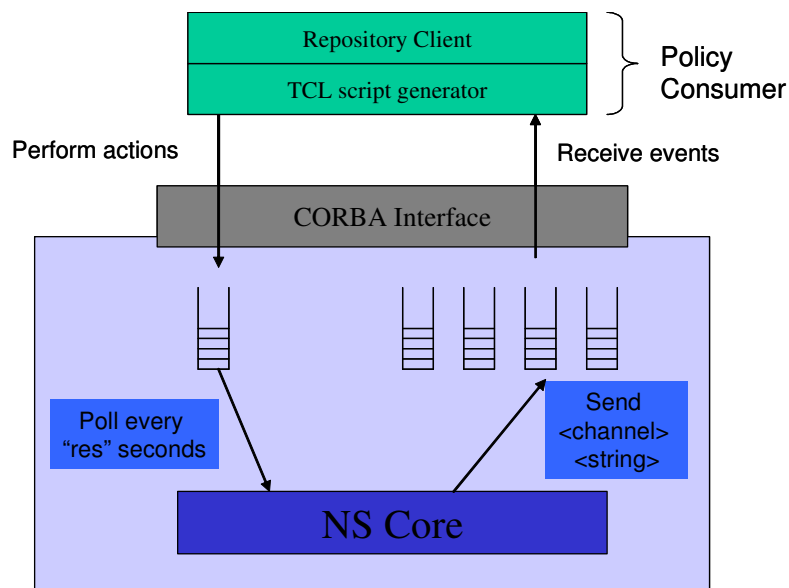 Repository Client
TCL script generator
Policy
Consumer
Perform actions
Receive events
CORBA Interface
Poll every
“res” seconds
Send
<channel>
<string>
NS Core